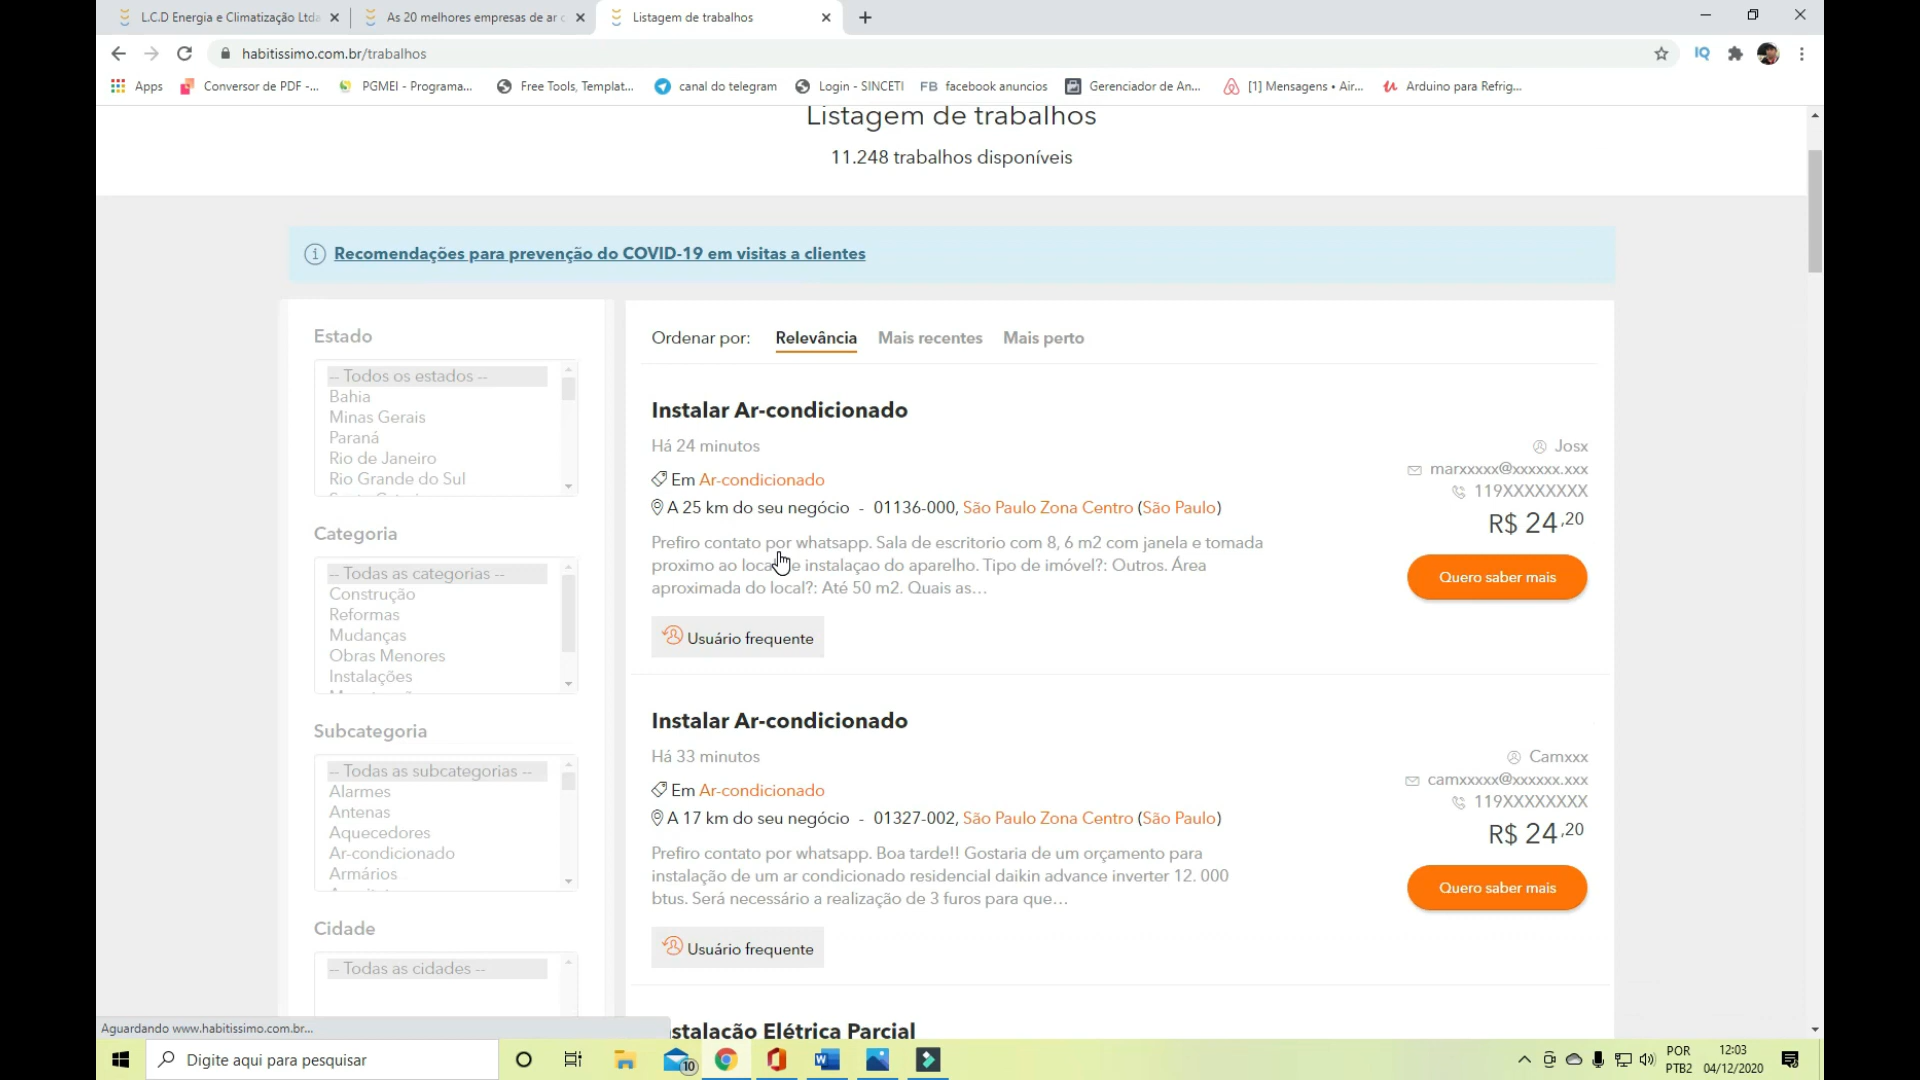 L.C.D Energia e Climatização Ltda
As 20 melhores empresas de ar c
Listagem de trabalhos
habitissimo.com.br/trabalhos
IQ
Apps
Conversor de PDF -...
PGMEI - Programa...
Free Tools, Templat...
canal do telegram
Login - SINCETI
FB facebook anuncios
Gerenciador de An...
[1] Mensagens • Air...
Arduino para Refrig...
Listagem de trabalhos
11.248 trabalhos disponíveis
Recomendações para prevenção do COVID-19 em visitas a clientes
Estado
-- Todos os estados --
Bahia
Minas Gerais
Paraná
Rio de Janeiro
Rio Grande do Sul
Categoria
-- Todas as categorias --
Construção
Reformas
Mudanças
Obras Menores
Instalações
Subcategoria
-- Todas as subcategorias --
Alarmes
Antenas
Aquecedores
Ar-condicionado
Armários
Cidade
-- Todas as cidades --
Ordenar por: Relevância Mais recentes Mais perto
Instalar Ar-condicionado
Há 24 minutos
Em Ar-condicionado
A 25 km do seu negócio - 01136-000, São Paulo Zona Centro (São Paulo)
Prefiro contato por whatsapp. Sala de escritorio com 8, 6 m2 com janela e tomada
proximo ao loca e instalaçao do aparelho. Tipo de imóvel?: Outros. Área
aproximada do local?: Até 50 m2. Quais as...
Usuário frequente
Josx
marxxxxx@xxxxxx.xxx
119XXXXXXXX
R$ 24,20
Quero saber mais
Instalar Ar-condicionado
Há 33 minutos
Em Ar-condicionado
A 17 km do seu negócio - 01327-002, São Paulo Zona Centro (São Paulo)
Prefiro contato por whatsapp. Boa tarde!! Gostaria de um orçamento para
instalação de um ar condicionado residencial daikin advance inverter 12. 000
btus. Será necessário a realização de 3 furos para que...
Usuário frequente
Camxxx
camxxxxx@xxxxxx.xxx
119XXXXXXXX
R$ 24,20
Quero saber mais
stalação Elétrica Parcial
Aguardando www.habitissimo.com.br...
Digite aqui para pesquisar
10
POR
PTB2
12:03
04/12/2020